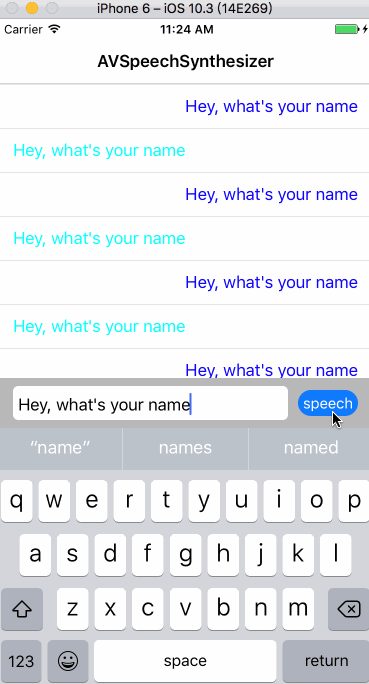 iPhone 6 – iOS 10.3 (14E269)
Carrier 11:24 AM
AVSpeechSynthesizer
Hey, what's your name
Hey, what's your name
Hey, what's your name
Hey, what's your name
Hey, what's your name
Hey, what's your name
Hey, what's your name
Hey, what's your name speech
“name” names named
q w e r t y u i o p
a s d f g h j k l
z x c v b n m
123 space return